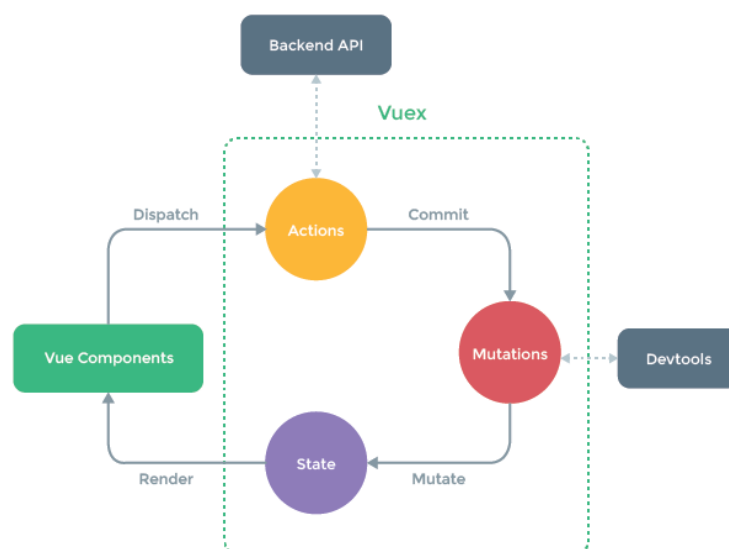 Backend API
Vuex
Dispatch
Commit
Actions
Vue Components
Mutations
Devtools
State
Render
Mutate